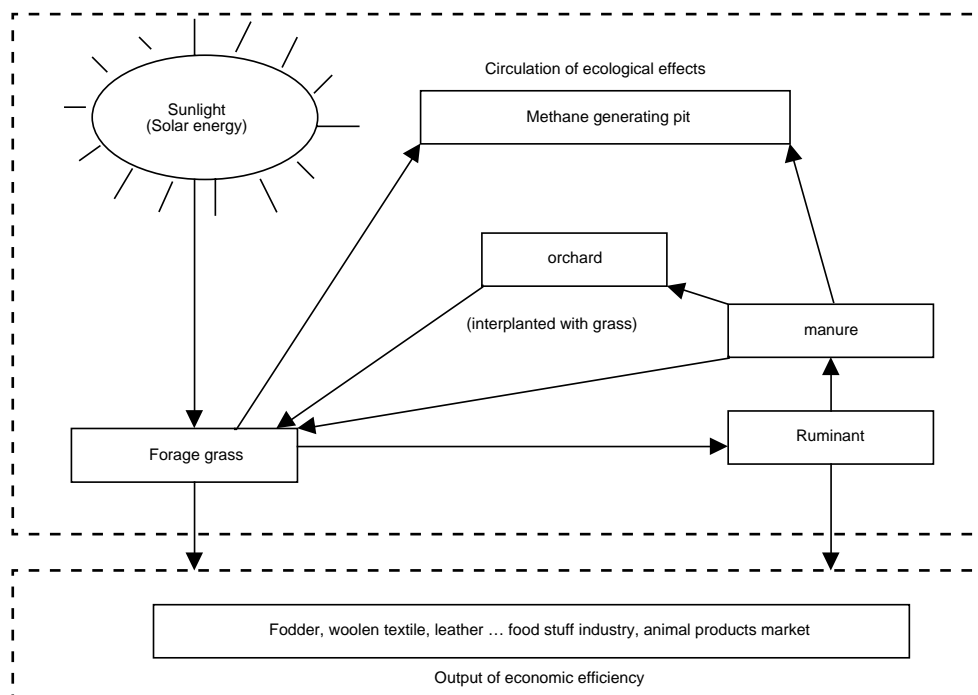 Circulation of ecological effects
Sunlight
(Solar energy)
Methane generating pit
orchard
(interplanted with grass)
manure
Ruminant
Forage grass
Fodder, woolen textile, leather … food stuff industry, animal products market
Output of economic efficiency